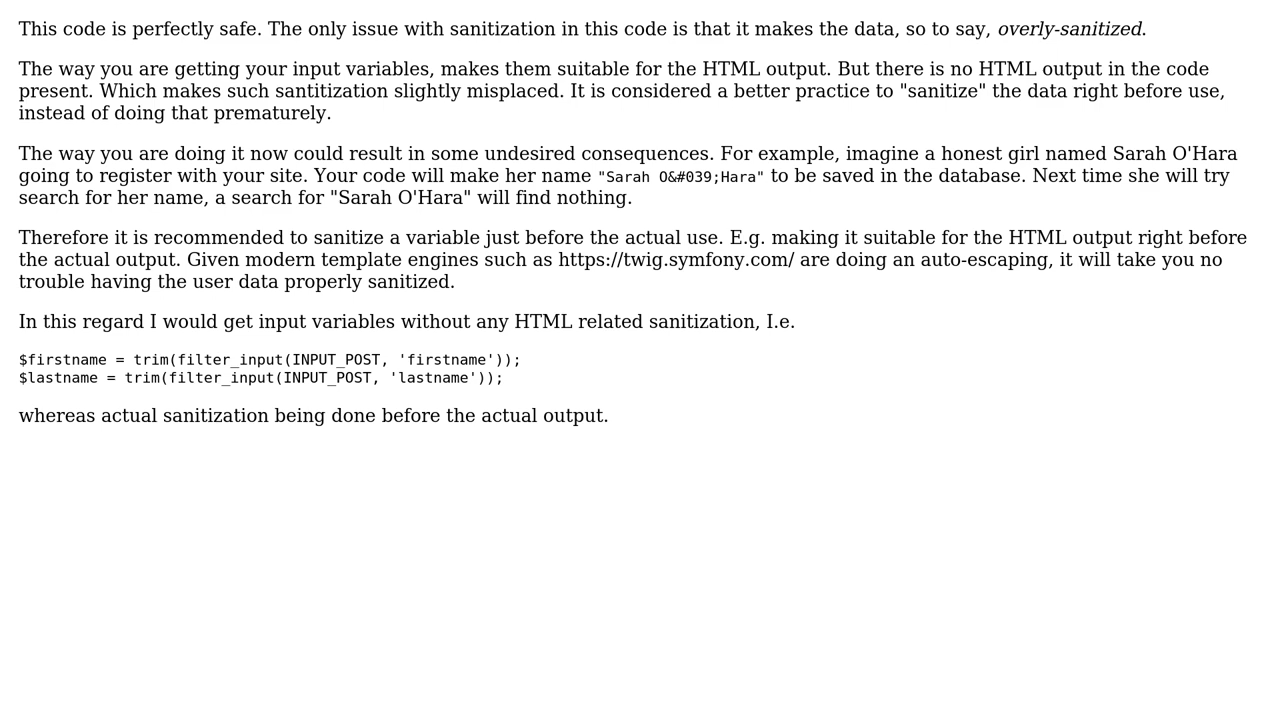 This code is perfectly safe. The only issue with sanitization in this code is that it makes the data, so to say, overly-sanitized.
The way you are getting your input variables, makes them suitable for the HTML output. But there is no HTML output in the code
present. Which makes such santitization slightly misplaced. It is considered a better practice to "sanitize" the data right before use,
instead of doing that prematurely.
The way you are doing it now could result in some undesired consequences. For example, imagine a honest girl named Sarah O'Hara
going to register with your site. Your code will make her name "Sarah O&#039;Hara" to be saved in the database. Next time she will try
search for her name, a search for "Sarah O'Hara" will find nothing.
Therefore it is recommended to sanitize a variable just before the actual use. E.g. making it suitable for the HTML output right before
the actual output. Given modern template engines such as https://twig.symfony.com/ are doing an auto-escaping, it will take you no
trouble having the user data properly sanitized.
In this regard I would get input variables without any HTML related sanitization, I.e.
$firstname = trim(filter_input(INPUT_POST, 'firstname'));
$lastname = trim(filter_input(INPUT_POST, 'lastname'));
whereas actual sanitization being done before the actual output.